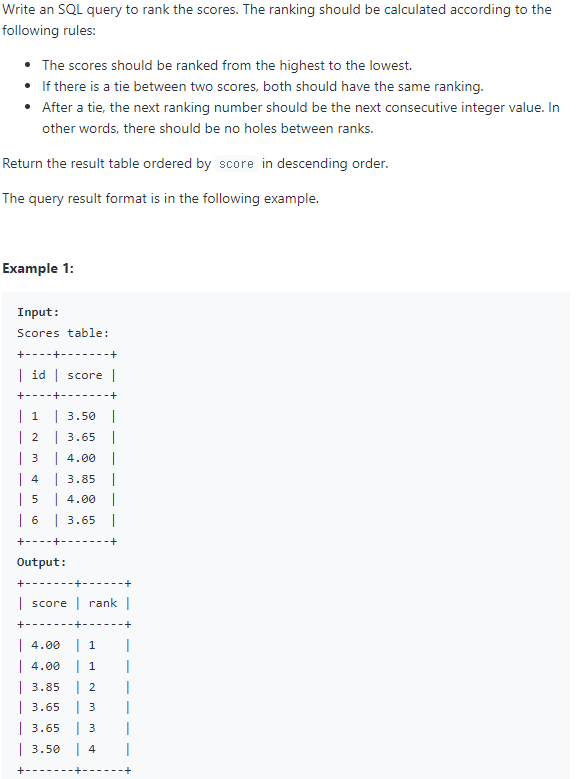 Write an SQL query to rank the scores. The ranking should be calculated according to the
following rules:
• The scores should be ranked from the highest to the lowest.
• If there is a tie between two scores, both should have the same ranking.
• After a tie, the next ranking number should be the next consecutive integer value. In
other words, there should be no holes between ranks.
Return the result table ordered by score in descending order.
The query result format is in the following example.
Example 1:
Input:
Scores table:
+----+-------+
| id | score |
+----+-------+
| 1  | 3.50  |
| 2  | 3.65  |
| 3  | 4.00  |
| 4  | 3.85  |
| 5  | 4.00  |
| 6  | 3.65  |
+----+-------+
Output:
+-------+------+
| score | rank |
+-------+------+
| 4.00  | 1    |
| 4.00  | 1    |
| 3.85  | 2    |
| 3.65  | 3    |
| 3.65  | 3    |
| 3.50  | 4    |
+-------+------+